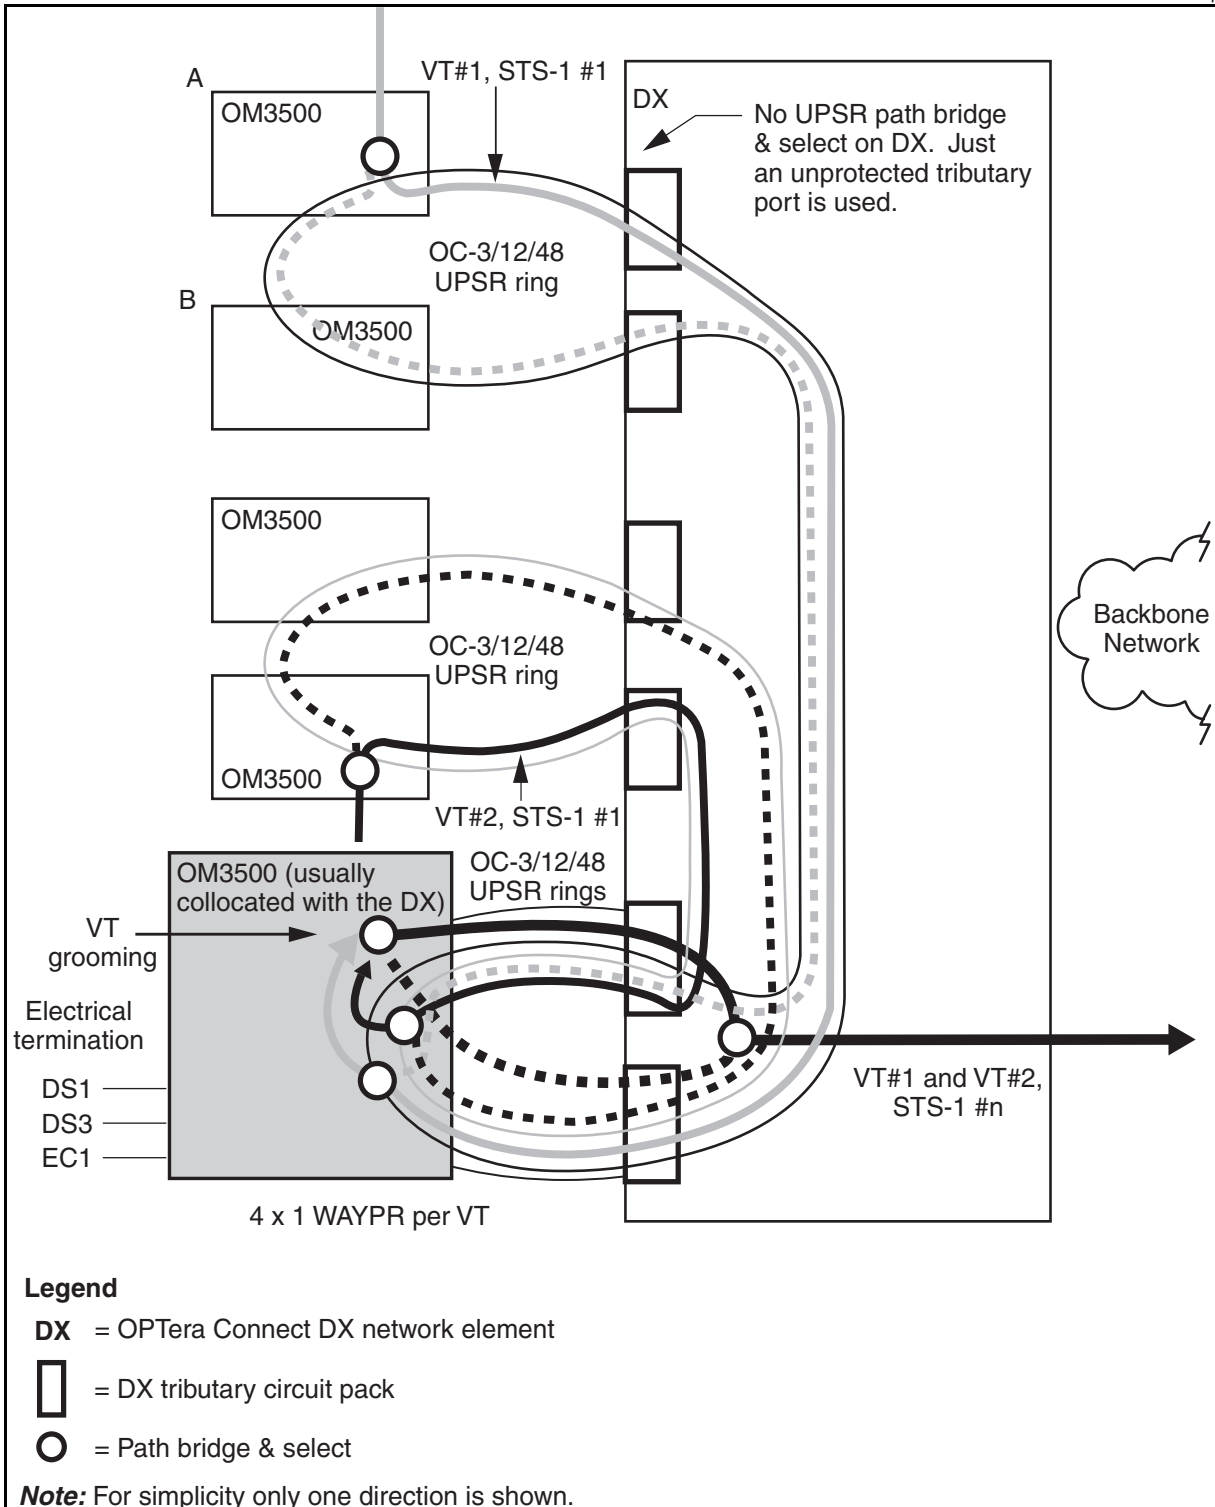 A
OM3500
VT#1, STS-1 #1
DX
No UPSR path bridge
& select on DX.  Just
an unprotected tributary
port is used.
OC-3/12/48
UPSR ring
B
OM3500
OM3500
OC-3/12/48
UPSR ring
Backbone
Network
OM3500
VT#2, STS-1 #1
OM3500 (usually
collocated with the DX)
OC-3/12/48
UPSR rings
VT
grooming
Electrical
termination
DS1
DS3
EC1
VT#1 and VT#2,
STS-1 #n
4 x 1 WAYPR per VT
Legend
DX = OPTera Connect DX network element
= DX tributary circuit pack
= Path bridge & select
Note: For simplicity only one direction is shown.